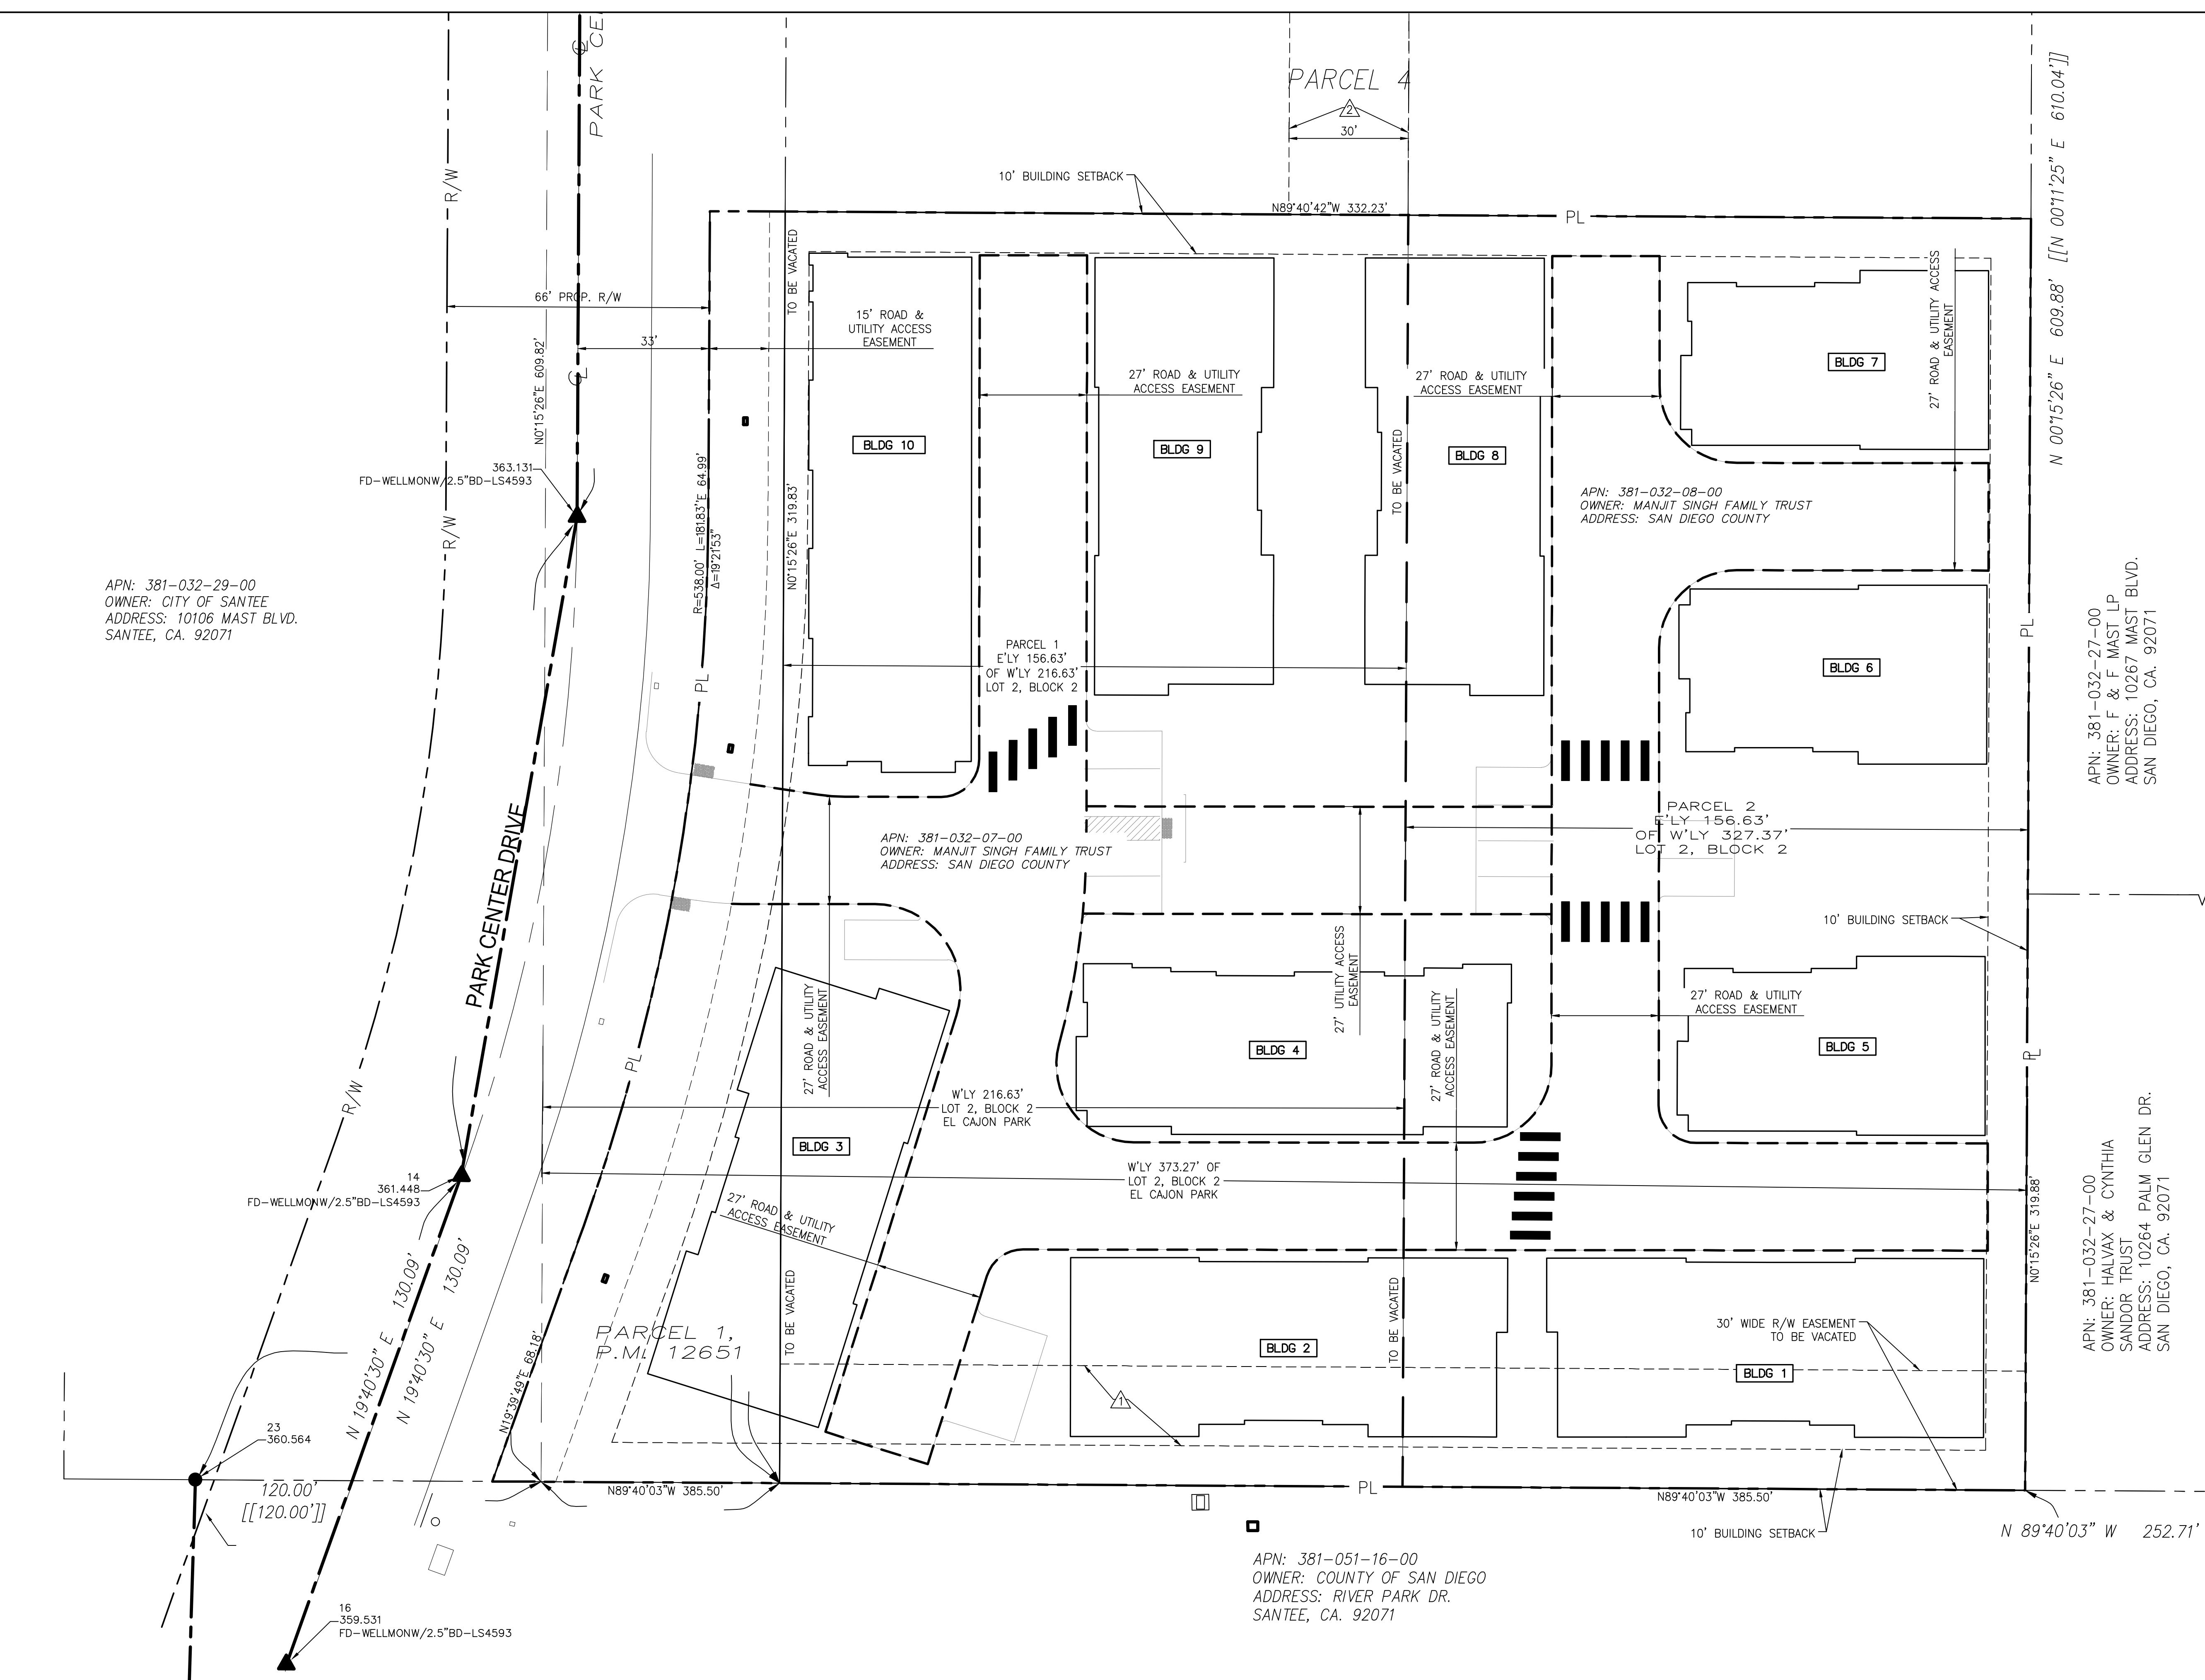 PARK CE
PARCEL 4
2
30'
10' BUILDING SETBACK
N89°40'42"W 332.23'
PL
R/W
N 00°15'26" E 609.88' [[N 00°11'25" E 610.04']]
TO BE VACATED
66' PROP. R/W
33'
15' ROAD &
UTILITY ACCESS
EASEMENT
N0°15'26"E 609.82'
27' ROAD & UTILITY
ACCESS EASEMENT
27' ROAD & UTILITY
ACCESS EASEMENT
27' ROAD & UTILITY ACCESS
EASEMENT
BLDG 7
BLDG 10
BLDG 9
BLDG 8
TO BE VACATED
363.131
FD-WELLMONW/2.5"BD-LS4593
R=538.00' L=181.83'E 64.99'
Δ=19°21'53"
N0°15'26"E 319.83'
R/W
APN: 381-032-08-00
OWNER: MANJIT SINGH FAMILY TRUST
ADDRESS: SAN DIEGO COUNTY
APN: 381-032-29-00
OWNER: CITY OF SANTEE
ADDRESS: 10106 MAST BLVD.
SANTEE, CA. 92071
PL
PARCEL 1
E'LY 156.63'
OF W'LY 216.63'
LOT 2, BLOCK 2
BLDG 6
PL
APN: 381-032-27-00
OWNER: F & F MAST LP
ADDRESS: 10267 MAST BLVD.
SAN DIEGO, CA. 92071
PARK CENTER DRIVE
APN: 381-032-07-00
OWNER: MANJIT SINGH FAMILY TRUST
ADDRESS: SAN DIEGO COUNTY
PARCEL 2
E'LY 156.63'
OF W'LY 327.37'
LOT 2, BLOCK 2
10' BUILDING SETBACK
27' ROAD & UTILITY
ACCESS EASEMENT
27' UTILITY ACCESS
EASEMENT
27' ROAD & UTILITY
ACCESS EASEMENT
27' ROAD & UTILITY
ACCESS EASEMENT
BLDG 4
BLDG 5
PL
PL
R/W
W'LY 216.63'
LOT 2, BLOCK 2
EL CAJON PARK
BLDG 3
14
361.448
FD-WELLMONW/2.5"BD-LS4593
W'LY 373.27' OF
LOT 2, BLOCK 2
EL CAJON PARK
27' ROAD & UTILITY
ACCESS EASEMENT
N0°15'26"E 319.88'
APN: 381-032-27-00
OWNER: HALVAX & CYNTHIA
SANDOR TRUST
ADDRESS: 10264 PALM GLEN DR.
SAN DIEGO, CA. 92071
N 19°40'30" E 130.09'
N 19°40'30" E 130.09'
N19°39'49"E 68.18'
PARCEL 1,
P.M. 12651
TO BE VACATED
TO BE VACATED
BLDG 2
30' WIDE R/W EASEMENT
TO BE VACATED
BLDG 1
1
23
360.564
120.00'
[[120.00']]
N89°40'03"W 385.50'
PL
N89°40'03"W 385.50'
10' BUILDING SETBACK
N 89°40'03" W 252.71'
APN: 381-051-16-00
OWNER: COUNTY OF SAN DIEGO
ADDRESS: RIVER PARK DR.
SANTEE, CA. 92071
16
359.531
FD-WELLMONW/2.5"BD-LS4593